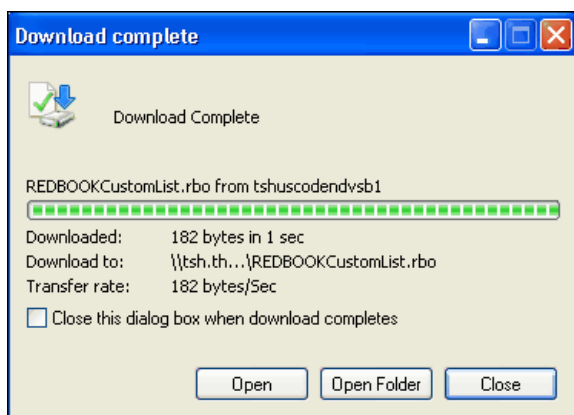 Download complete
Download Complete
REDBOOKCustomList.rbo from tshuscodendvsb1
Downloaded: 182 bytes in 1 sec
Download to: \\tsh.th...\REDBOOKCustomList.rbo
Transfer rate: 182 bytes/Sec
Close this dialog box when download completes
Open Open Folder Close